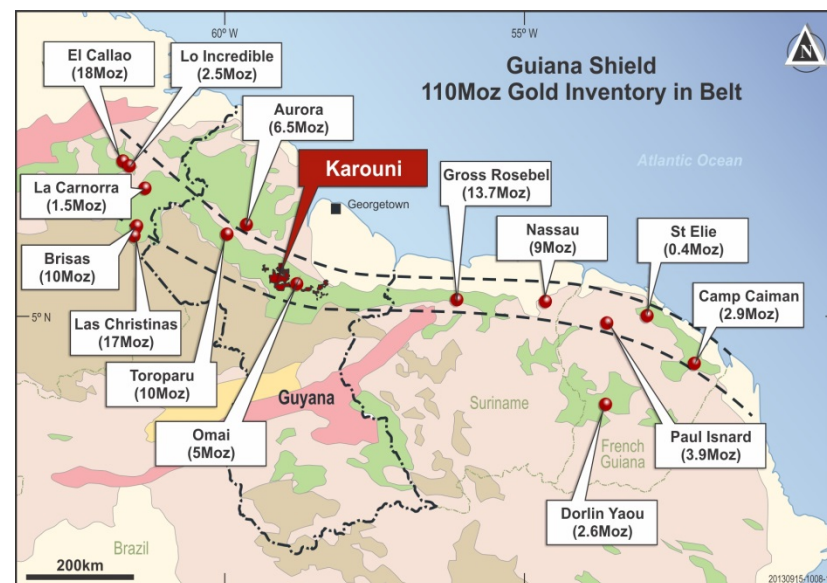 60° W
55° W
N
Guiana Shield
110Moz Gold Inventory in Belt
El Callao
(18Moz)
Lo Incredible
(2.5Moz)
Aurora
(6.5Moz)
Karouni
La Carnorra
(1.5Moz)
Georgetown
Atlantic Ocean
Gross Rosebel
(13.7Moz)
Nassau
(9Moz)
St Elie
(0.4Moz)
Brisas
(10Moz)
Camp Caiman
(2.9Moz)
5° N
Las Christinas
(17Moz)
Toroparu
(10Moz)
Guyana
Suriname
Omai
(5Moz)
French
Guiana
Paul Isnard
(3.9Moz)
Dorlin Yaou
(2.6Moz)
Brazil
200km
20130915-1008